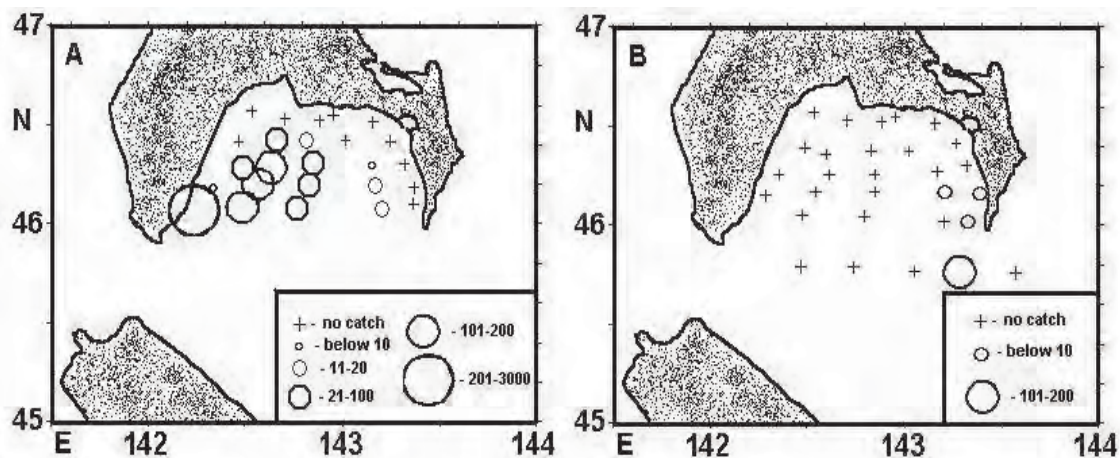 47
A
N
46
45
E
142
143
144
+ - no catch
- below 10
- 11-20
- 21-100
- 101-200
- 201-3000
47
B
N
46
45
E
142
143
144
+ - no catch
- below 10
- 101-200